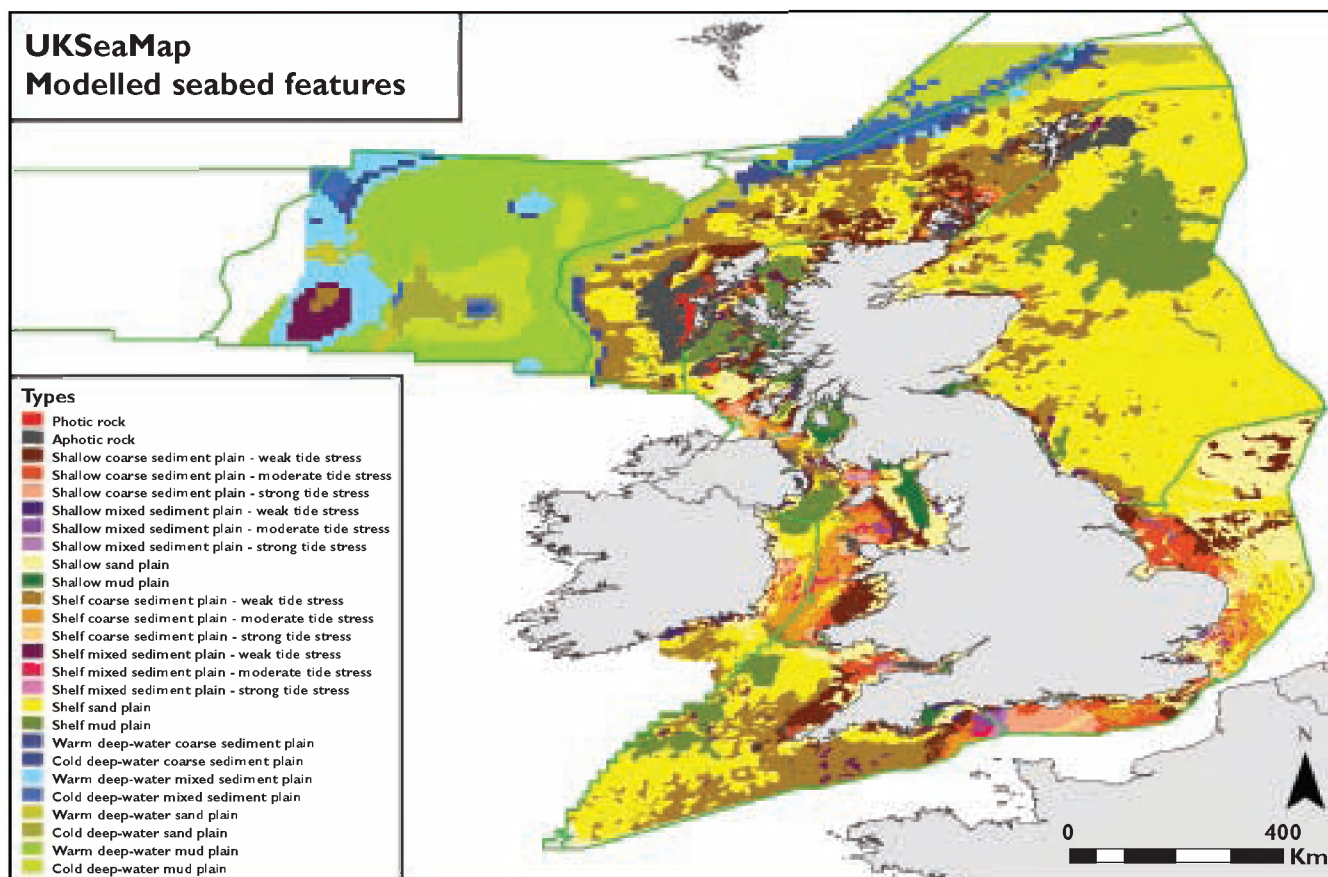 UKSeaMap
Modelled seabed features
Types
Photic rock
Aphotic rock
Shallow coarse sediment plain - weak tide stress
Shallow coarse sediment plain - moderate tide stress
Shallow coarse sediment plain - strong tide stress
Shallow mixed sediment plain - weak tide stress
Shallow mixed sediment plain - moderate tide stress
Shallow mixed sediment plain - strong tide stress
Shallow sand plain
Shallow mud plain
Shelf coarse sediment plain - weak tide stress
Shelf coarse sediment plain - moderate tide stress
Shelf coarse sediment plain - strong tide stress
Shelf mixed sediment plain - weak tide stress
Shelf mixed sediment plain - moderate tide stress
Shelf mixed sediment plain - strong tide stress
Shelf sand plain
Shelf mud plain
Warm deep-water coarse sediment plain
Cold deep-water coarse sediment plain
Warm deep-water mixed sediment plain
Cold deep-water mixed sediment plain
Warm deep-water sand plain
Cold deep-water sand plain
Warm deep-water mud plain
Cold deep-water mud plain
N
0 400
Km